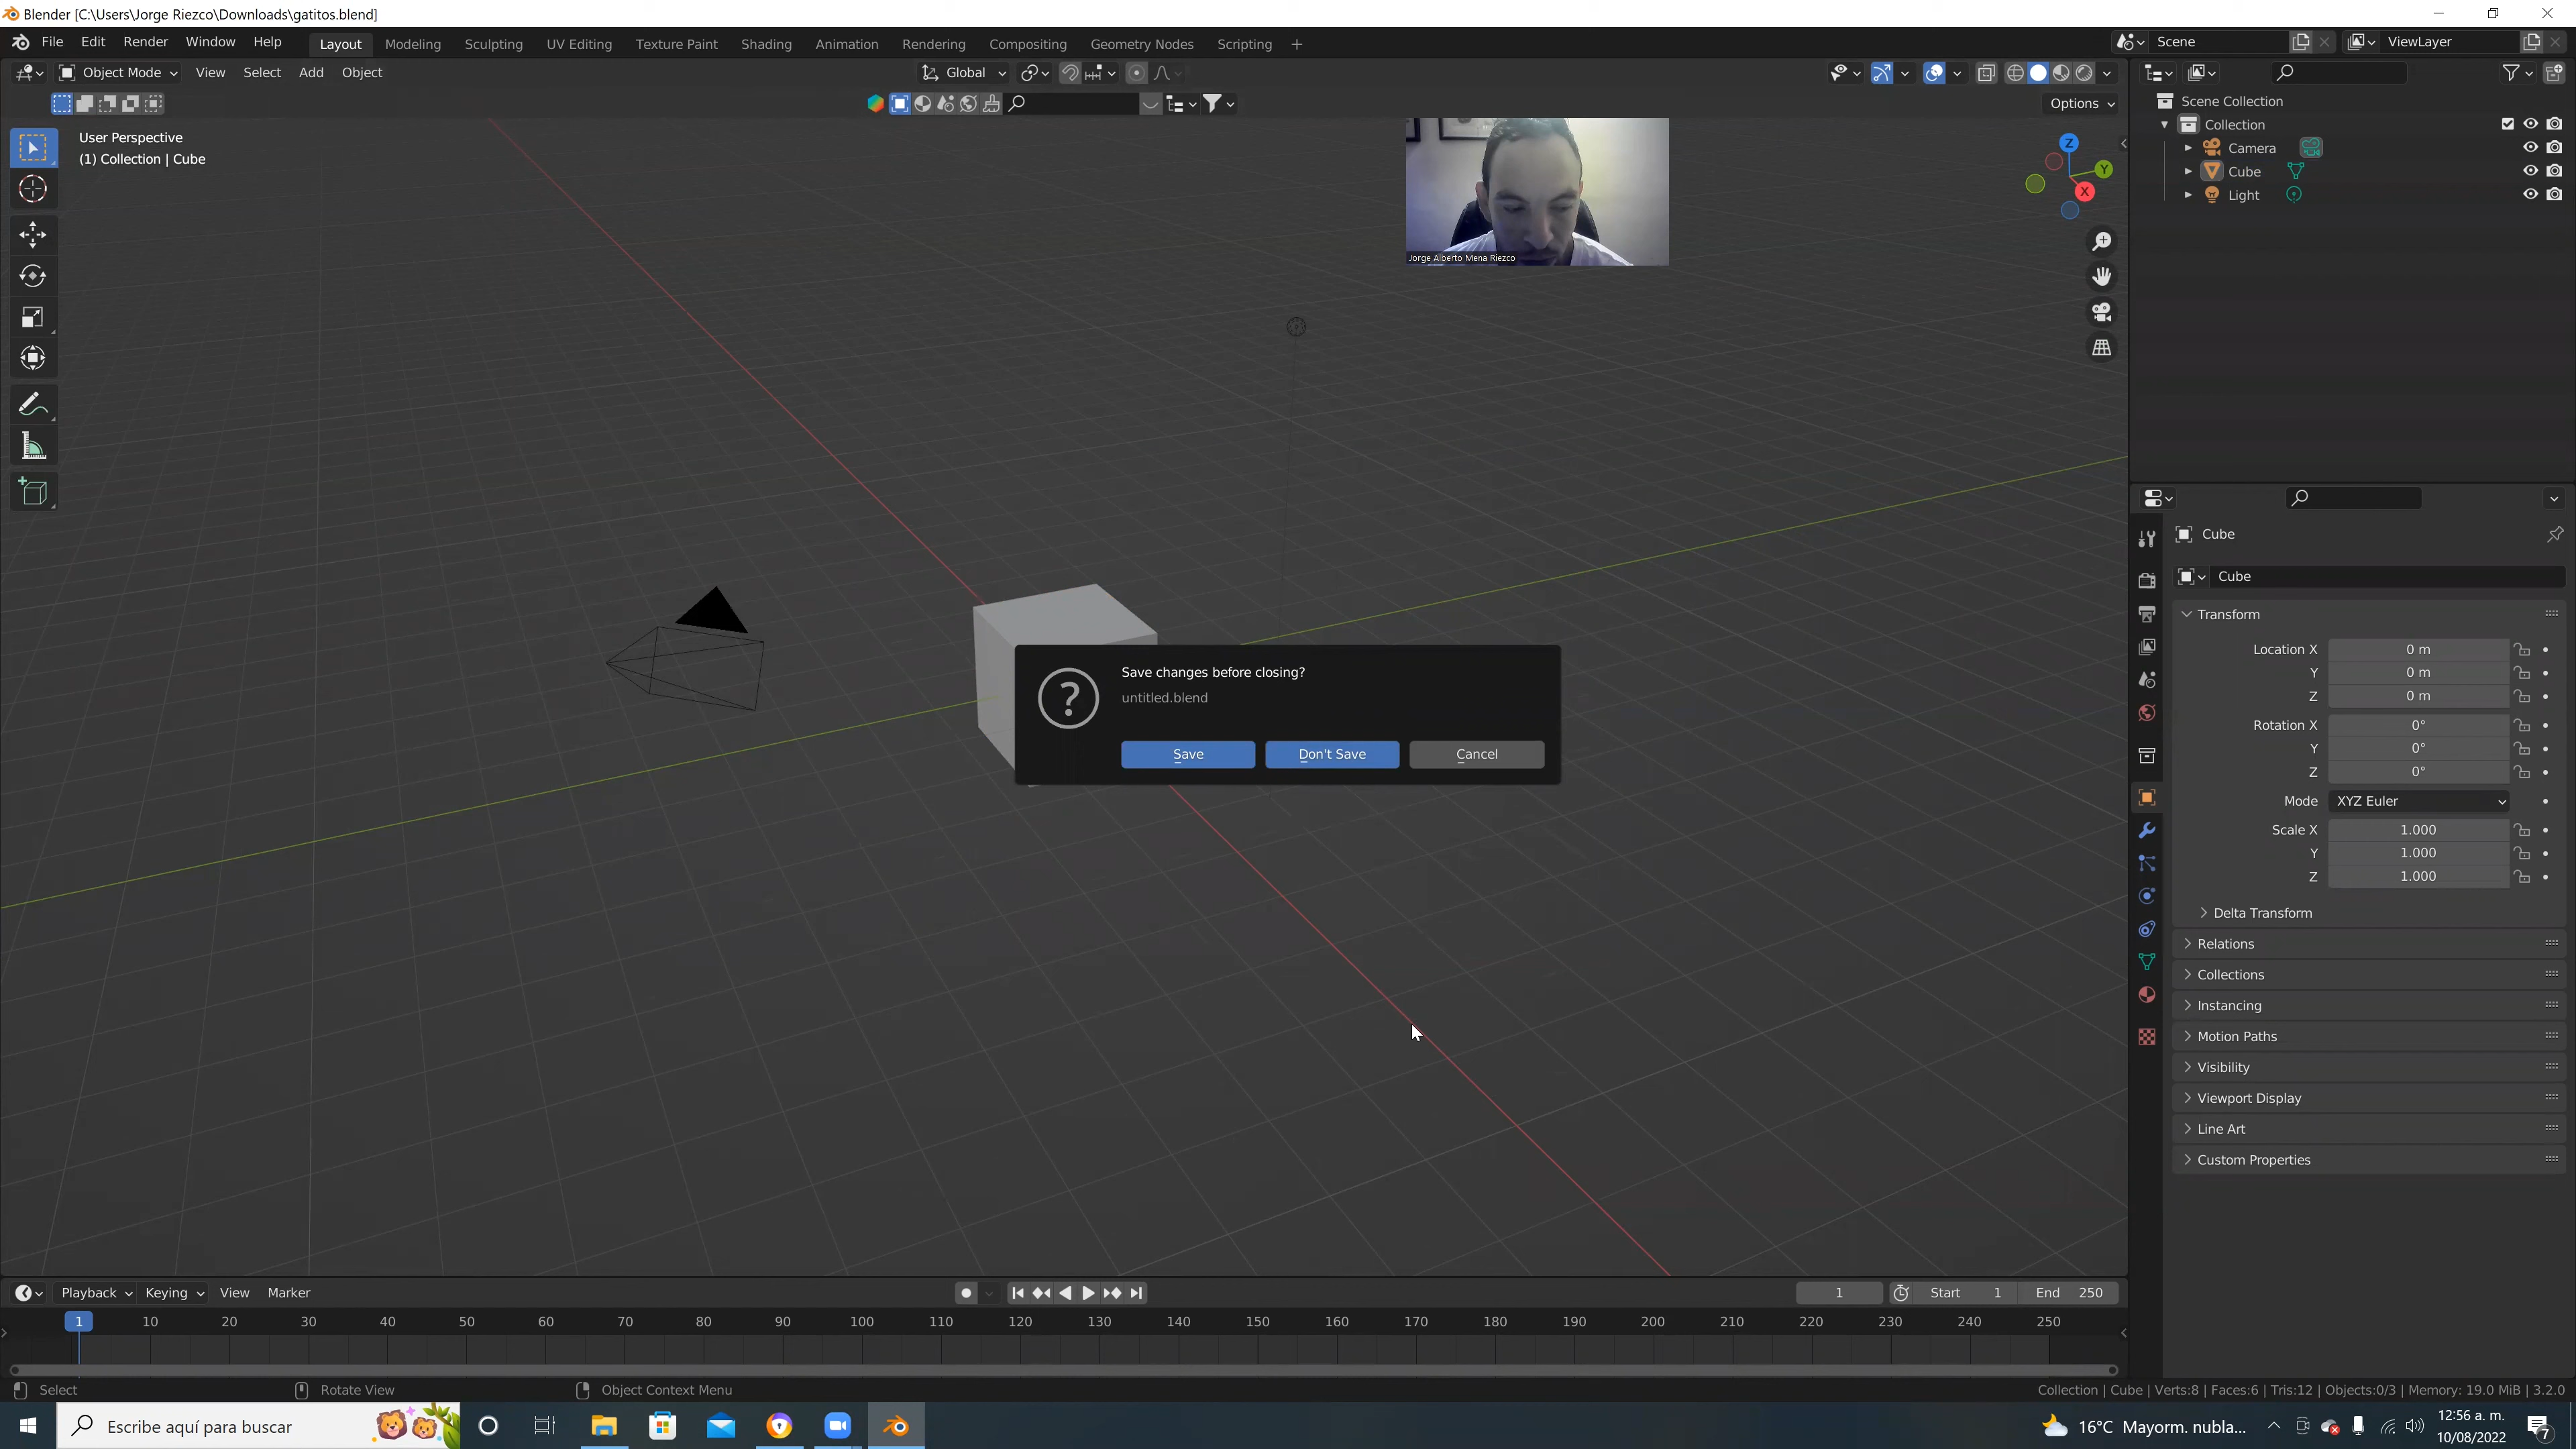 Blender [C:\Users\Jorge Riezco\Downloads\gatitos.blend]
File Edit Render Window Help Layout Modeling Sculpting UV Editing Texture Paint Shading Animation Rendering Compositing Geometry Nodes Scripting + Scene ViewLayer
Object Mode View Select Add Object Global
Options
User Perspective
(1) Collection | Cube
Z
Y
X
Jorge Alberto Mena Riezco
Save changes before closing?
untitled.blend
Save Don't Save Cancel
Scene Collection
Collection
Camera
Cube
Light
Cube
Cube
Transform
Location X 0 m
Y 0 m
Z 0 m
Rotation X 0°
Y 0°
Z 0°
Mode XYZ Euler
Scale X 1.000
Y 1.000
Z 1.000
Delta Transform
Relations
Collections
Instancing
Motion Paths
Visibility
Viewport Display
Line Art
Custom Properties
Playback Keying View Marker 1 Start 1 End 250
1 10 20 30 40 50 60 70 80 90 100 110 120 130 140 150 160 170 180 190 200 210 220 230 240 250
Select Rotate View Object Context Menu Collection | Cube | Verts:8 | Faces:6 | Tris:12 | Objects:0/3 | Memory: 19.0 MiB | 3.2.0
Escribe aquí para buscar 16°C Mayorm. nubla... 12:56 a. m.
10/08/2022 7